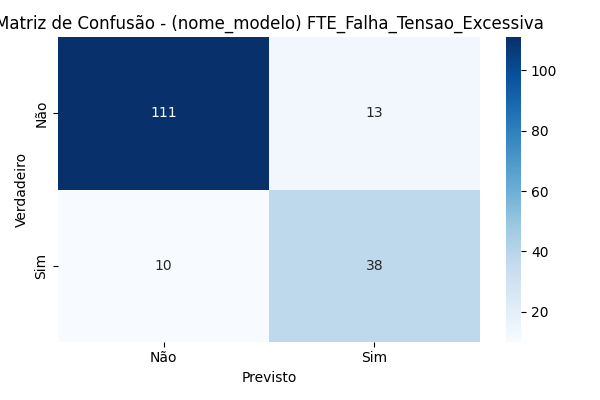 Matriz de Confusão - (nome_modelo) FTE_Falha_Tensao_Excessiva
Verdadeiro
Não
111
13
Sim
10
38
Não
Sim
Previsto
100
80
60
40
20